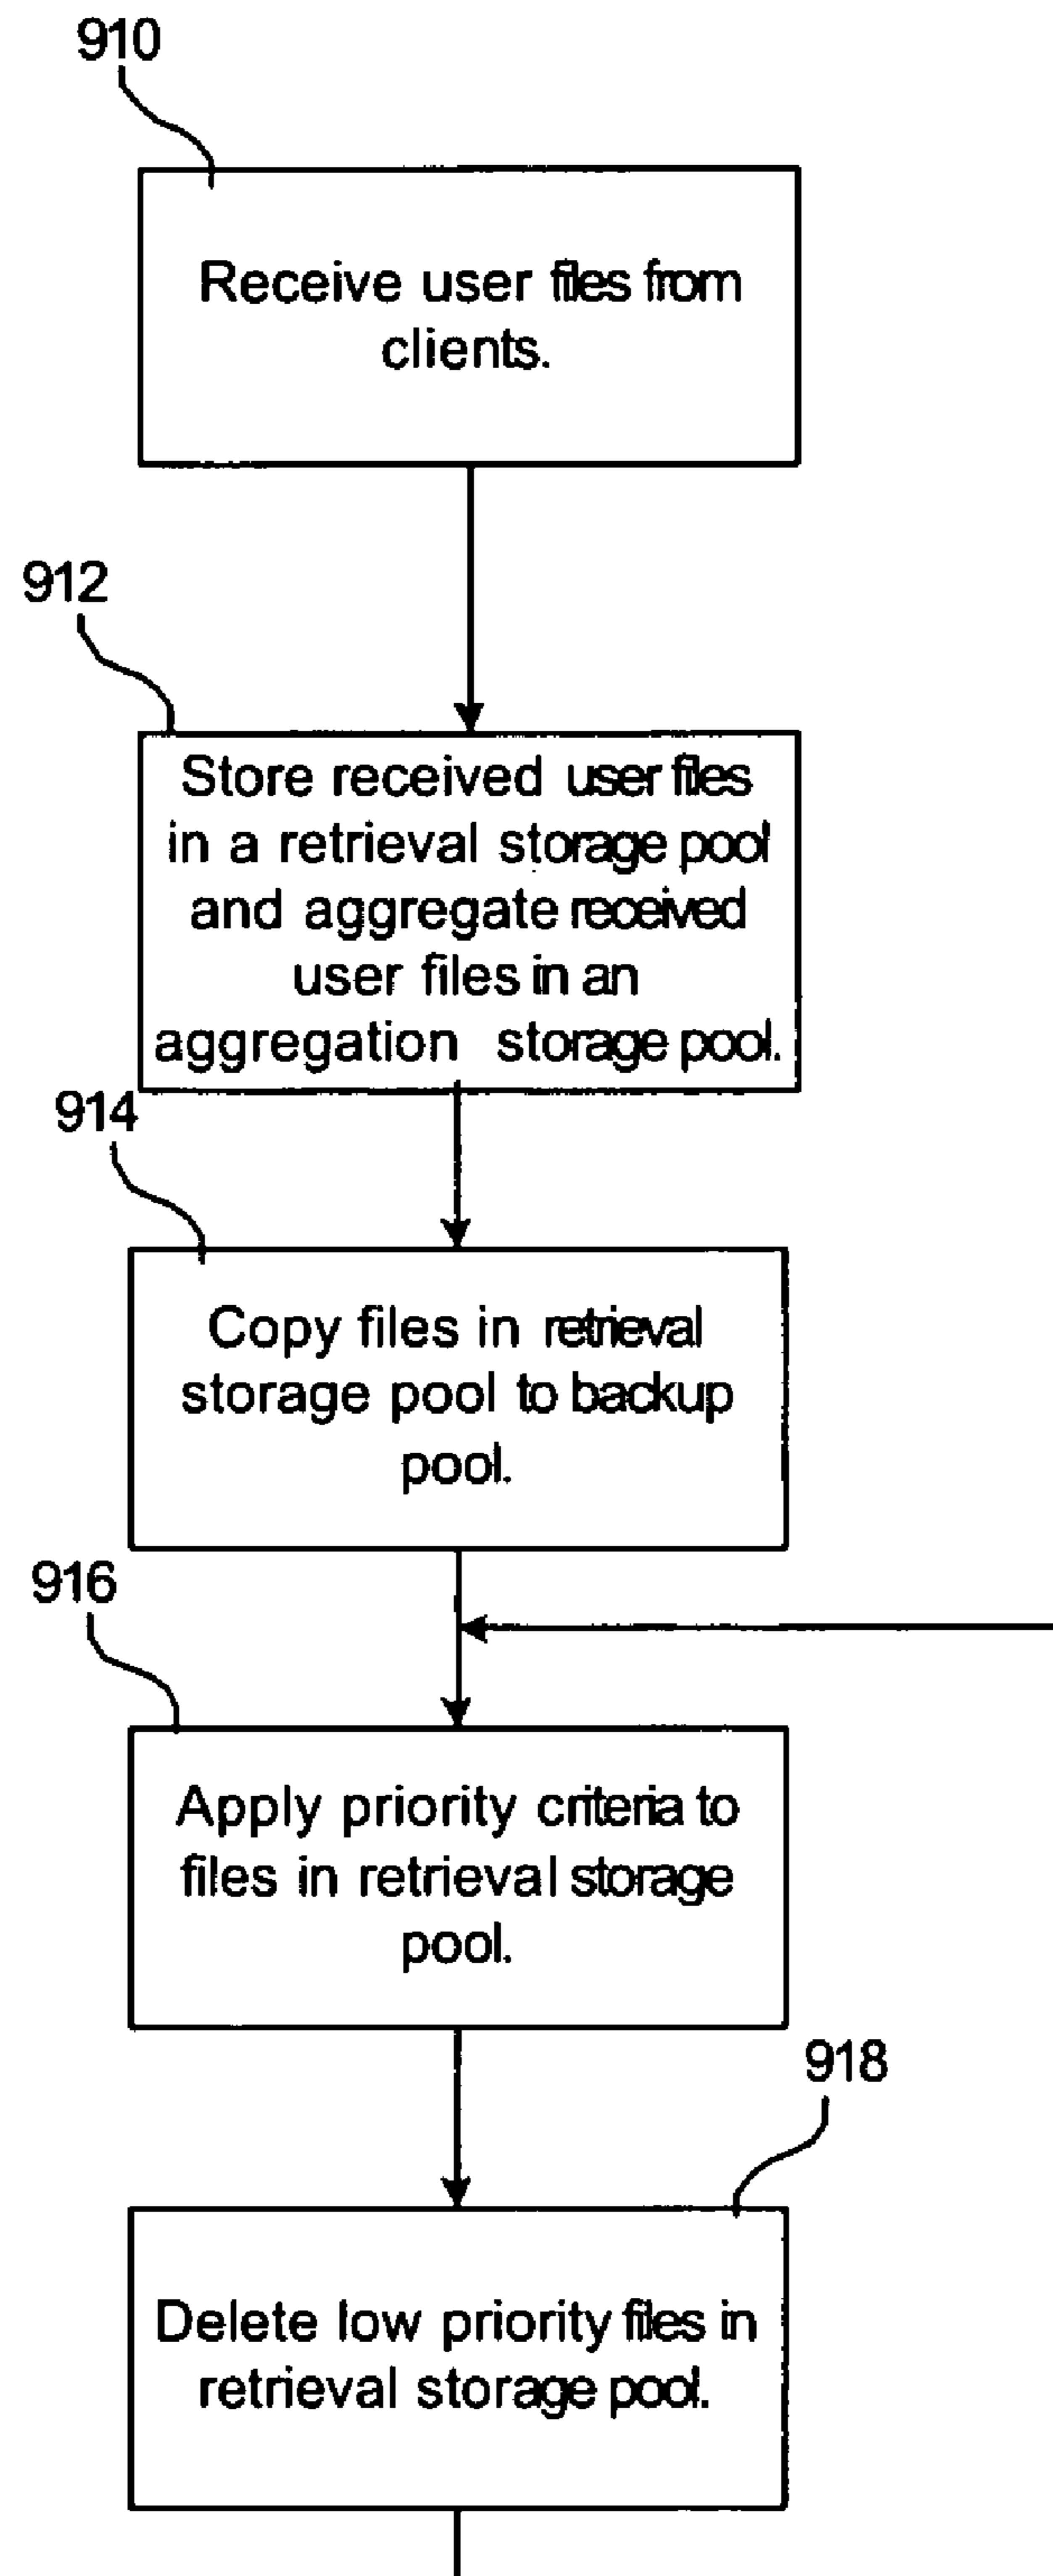 910
Receive user files from
clients.
912
Store received user files
in a retrieval storage pool
and aggregate received
user files in an
aggregation storage pool.
914
Copy files in retrieval
storage pool to backup
pool.
916
Apply priority criteria to
files in retrieval storage
pool.
918
Delete low priority files in
retrieval storage pool.